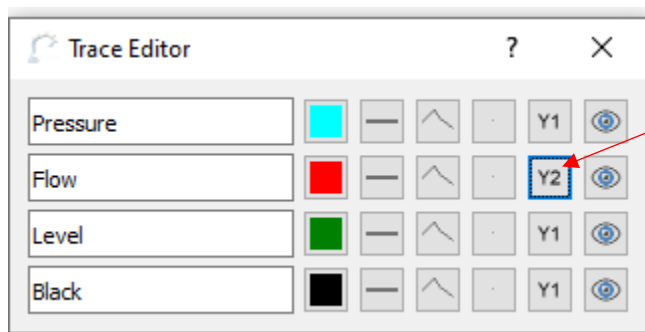 Trace Editor ?
Pressure Y1
Flow Y2
Level Y1
Black Y1